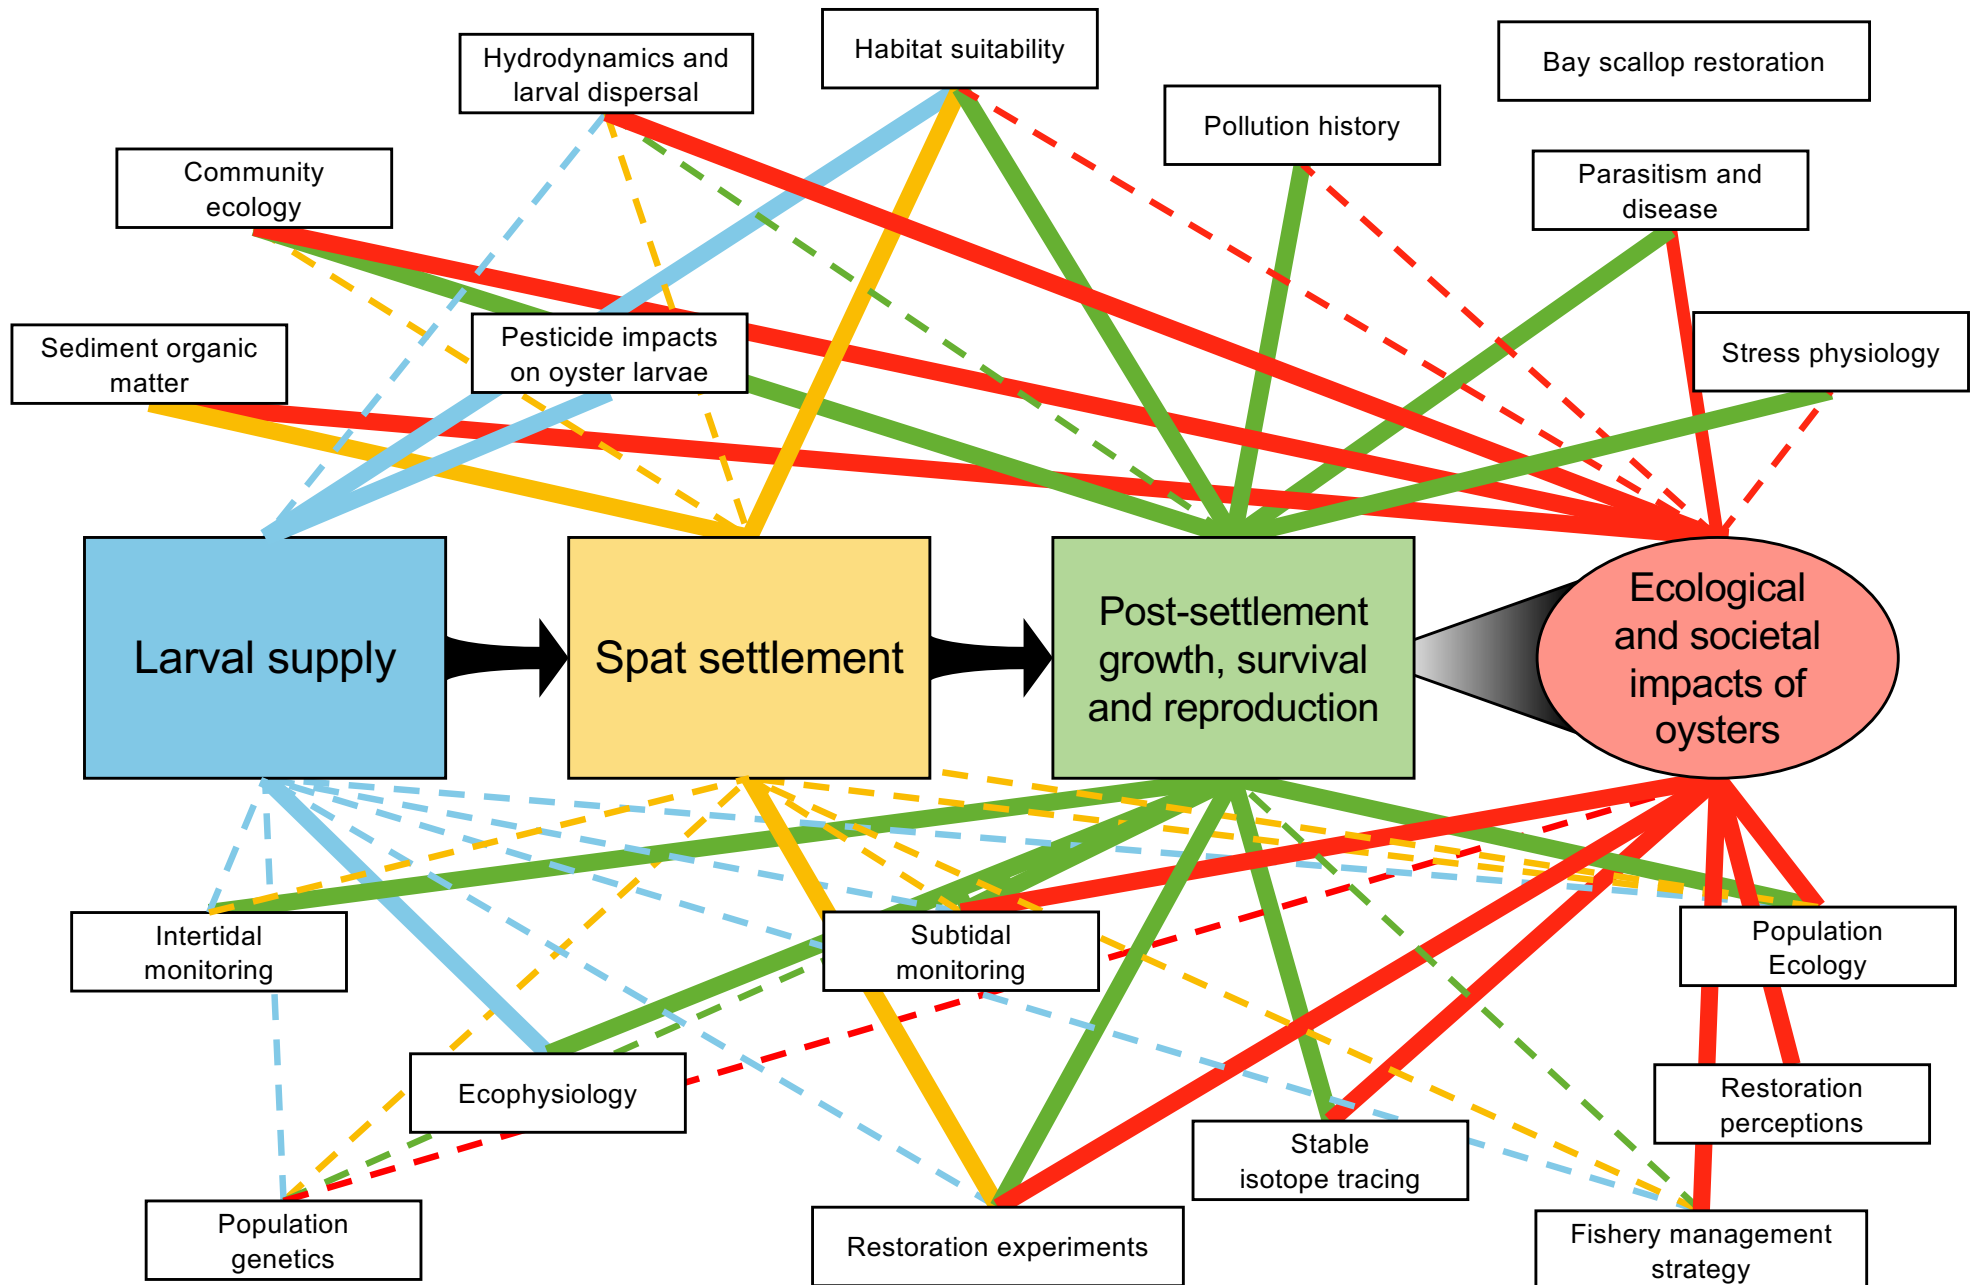 Hydrodynamics and
larval dispersal
Habitat suitability
Bay scallop restoration
Pollution history
Community
ecology
Parasitism and
disease
Sediment organic
matter
Pesticide impacts
on oyster larvae
Stress physiology
Larval supply
Spat settlement
Post-settlement
growth, survival
and reproduction
Ecological
and societal
impacts of
oysters
Intertidal
monitoring
Subtidal
monitoring
Population
Ecology
Ecophysiology
Restoration
perceptions
Stable
isotope tracing
Population
genetics
Restoration experiments
Fishery management
strategy